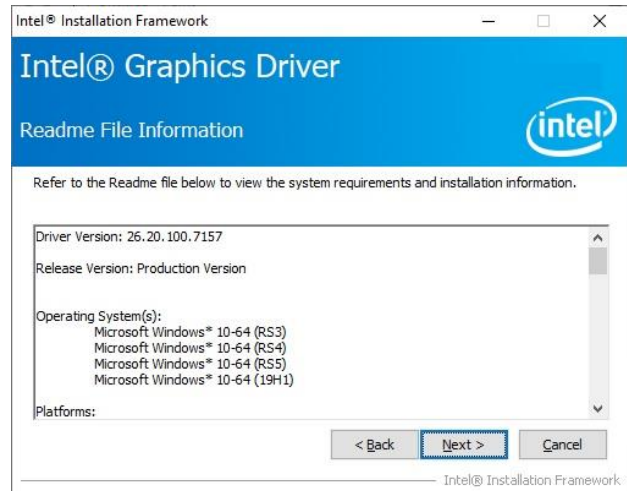 Intel® Installation Framework
Intel® Graphics Driver
Readme File Information
intel
Refer to the Readme file below to view the system requirements and installation information.
Driver Version: 26.20.100.7157
Release Version: Production Version
Operating System(s):
Microsoft Windows* 10-64 (RS3)
Microsoft Windows* 10-64 (RS4)
Microsoft Windows* 10-64 (RS5)
Microsoft Windows* 10-64 (19H1)
Platforms:
< Back Next > Cancel
Intel® Installation Framework